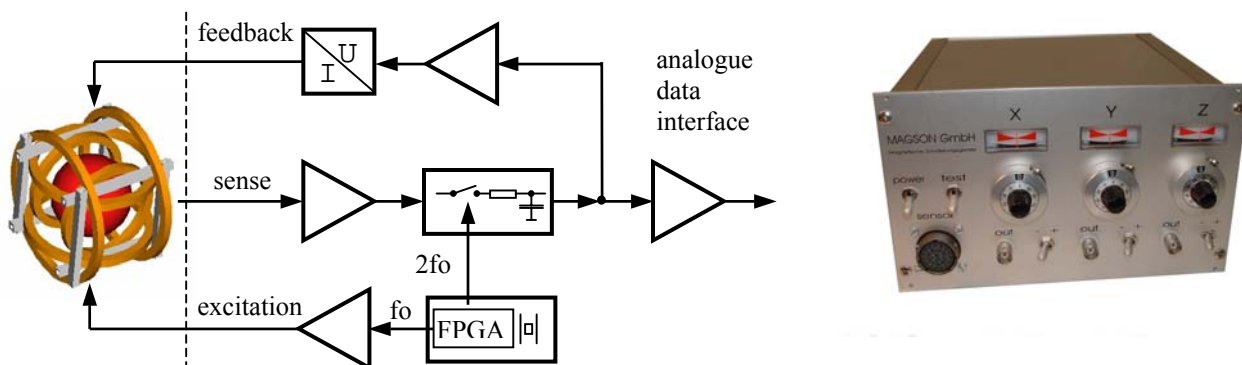 feedback
U
I
analogue
data
interface
sense
2fo
excitation
fo
FPGA
X
Y
Z
MAGSON GmbH
power
test
sensor
out
- +
out
- +
out
- +